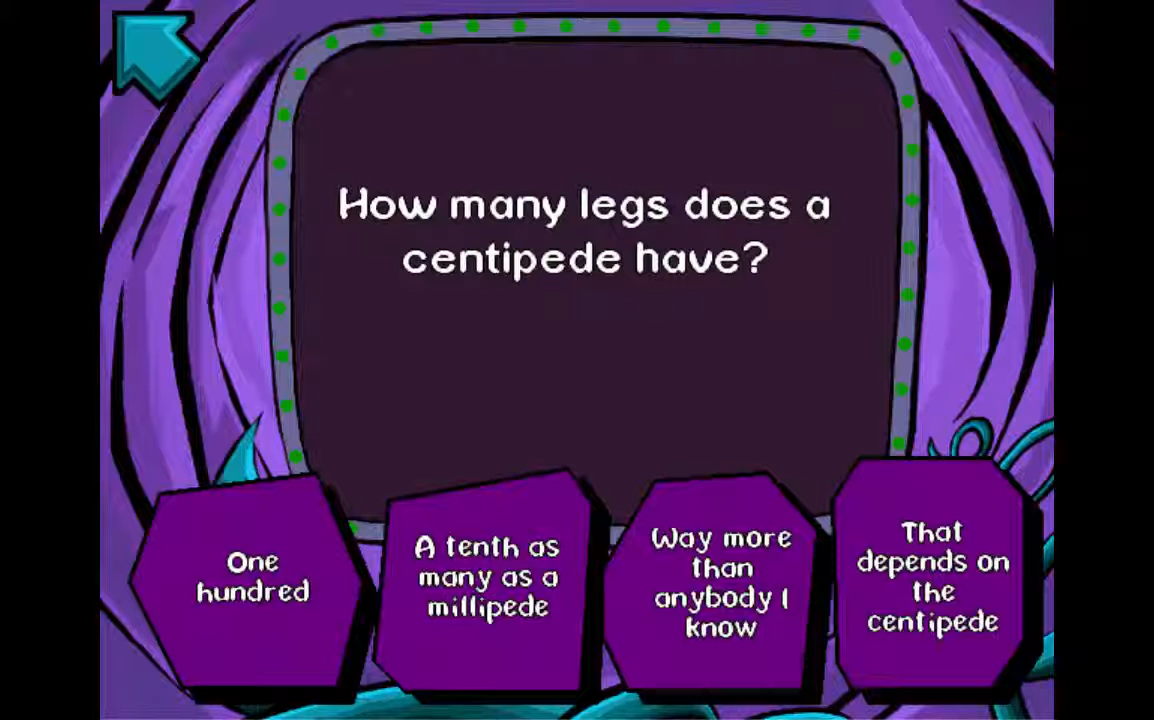 How many legs does a
centipede have?
One
hundred
A tenth as
many as a
millipede
Way more
than
anybody I
know
That
depends on
the
centipede